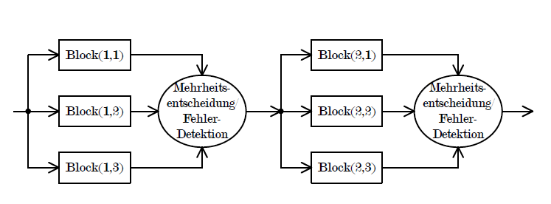 Block(1,1)
Block(2,1)
Mehrheits-
entscheidung/
Fehler-
Detektion
Mehrheits-
entscheidung/
Fehler-
Detektion
Block(1,2)
Block(2,2)
Block(1,3)
Block(2,3)